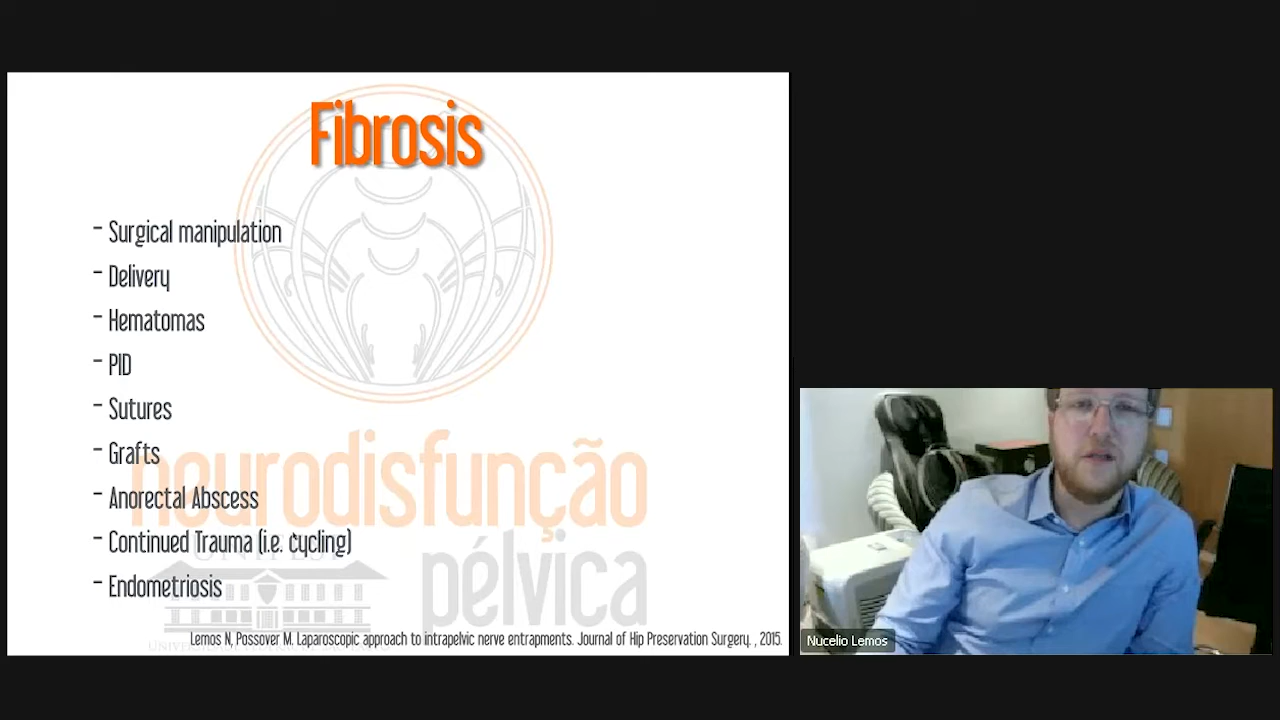 Fibrosis
- Surgical manipulation
- Delivery
- Hematomas
- PID
- Sutures
- Grafts
- Anorectal Abscess
- Continued Trauma (i.e. cycling)
- Endometriosis
neurodisfunção
pélvica
UNIFESP
Lemos N, Possover M. Laparoscopic approach to intrapelvic nerve entrapments. Journal of Hip Preservation Surgery. , 2015.
Nucelio Lemos